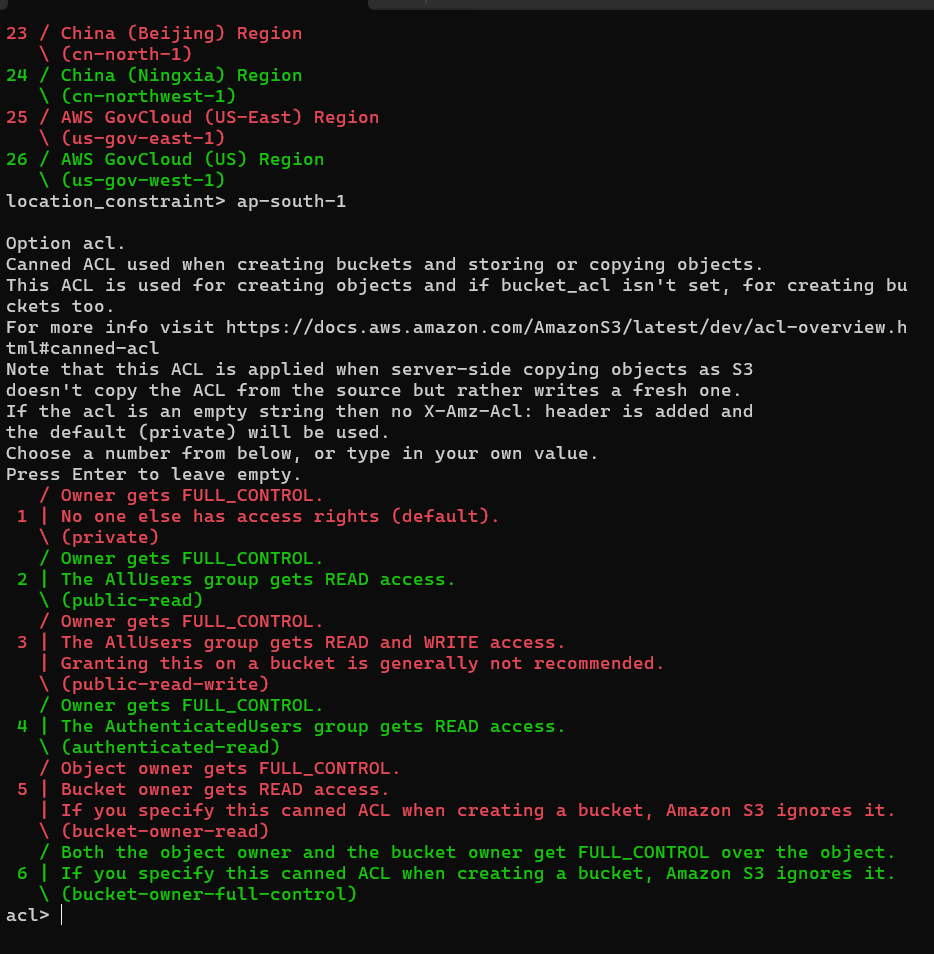 23 / China (Beijing) Region
   \ (cn-north-1)
24 / China (Ningxia) Region
   \ (cn-northwest-1)
25 / AWS GovCloud (US-East) Region
   \ (us-gov-east-1)
26 / AWS GovCloud (US) Region
   \ (us-gov-west-1)
location_constraint> ap-south-1

Option acl.
Canned ACL used when creating buckets and storing or copying objects.
This ACL is used for creating objects and if bucket_acl isn't set, for creating bu
ckets too.
For more info visit https://docs.aws.amazon.com/AmazonS3/latest/dev/acl-overview.h
tml#canned-acl
Note that this ACL is applied when server-side copying objects as S3
doesn't copy the ACL from the source but rather writes a fresh one.
If the acl is an empty string then no X-Amz-Acl: header is added and
the default (private) will be used.
Choose a number from below, or type in your own value.
Press Enter to leave empty.
   / Owner gets FULL_CONTROL.
 1 | No one else has access rights (default).
   \ (private)
   / Owner gets FULL_CONTROL.
 2 | The AllUsers group gets READ access.
   \ (public-read)
   / Owner gets FULL_CONTROL.
 3 | The AllUsers group gets READ and WRITE access.
   | Granting this on a bucket is generally not recommended.
   \ (public-read-write)
   / Owner gets FULL_CONTROL.
 4 | The AuthenticatedUsers group gets READ access.
   \ (authenticated-read)
   / Object owner gets FULL_CONTROL.
 5 | Bucket owner gets READ access.
   | If you specify this canned ACL when creating a bucket, Amazon S3 ignores it.
   \ (bucket-owner-read)
   / Both the object owner and the bucket owner get FULL_CONTROL over the object.
 6 | If you specify this canned ACL when creating a bucket, Amazon S3 ignores it.
   \ (bucket-owner-full-control)
acl>